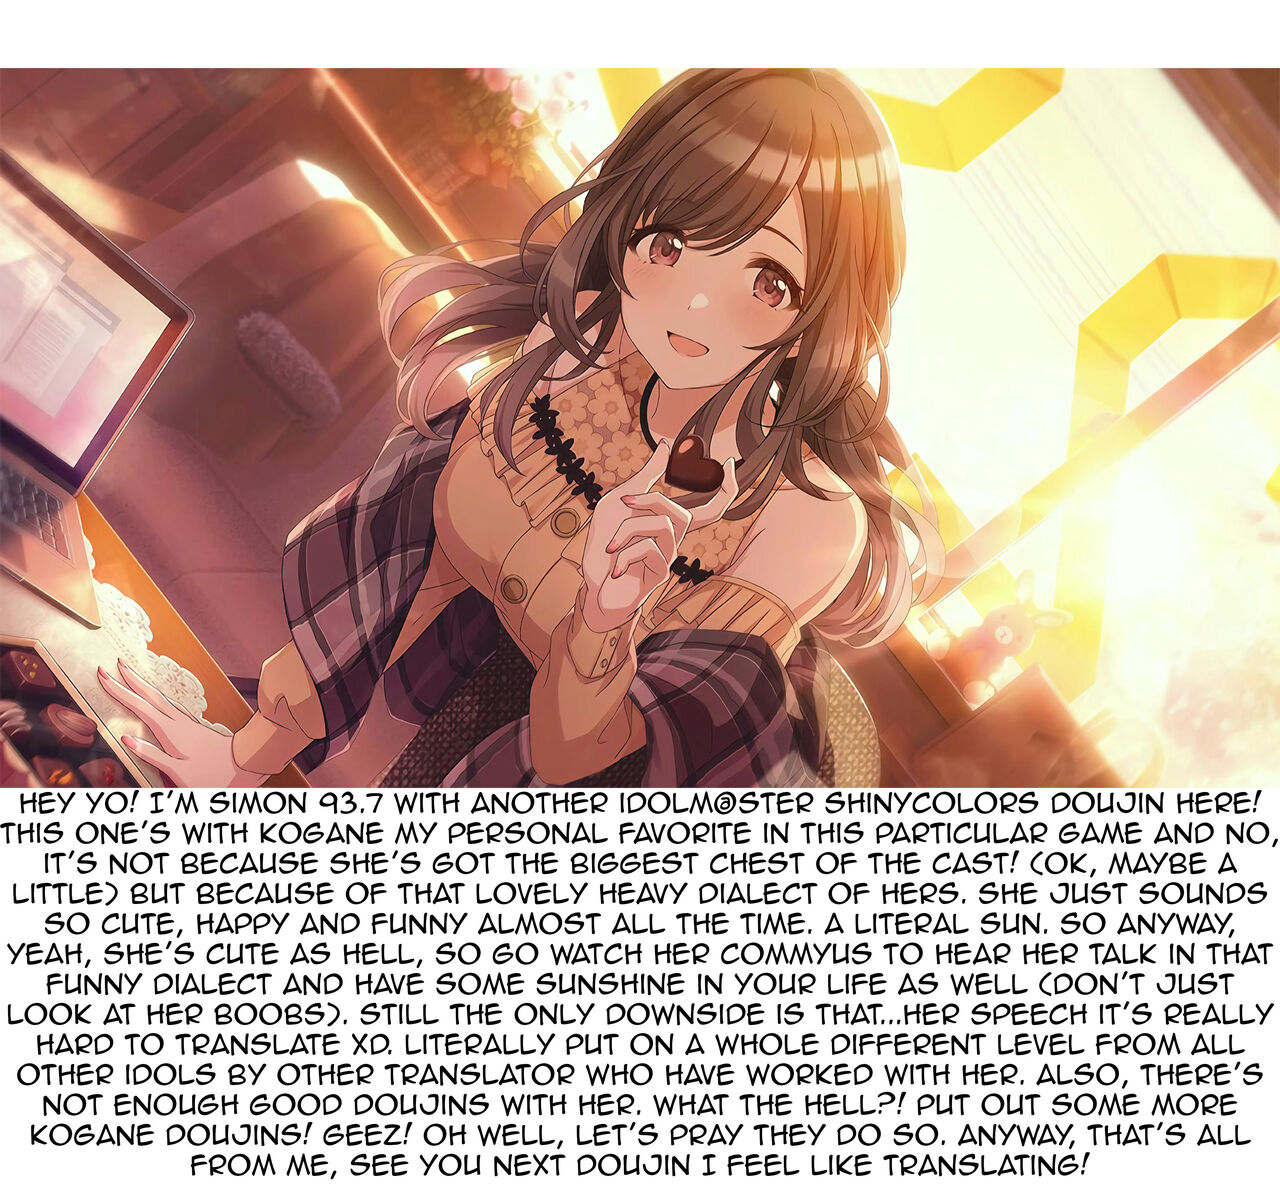 HEY YO! I'M SIMON 93.7 WITH ANOTHER IDOLM@STER SHINYCOLORS DOUJIN HERE!
THIS ONE'S WITH KOGANE MY PERSONAL FAVORITE IN THIS PARTICULAR GAME AND NO,
IT'S NOT BECAUSE SHE'S GOT THE BIGGEST CHEST OF THE CAST! (OK, MAYBE A
LITTLE) BUT BECAUSE OF THAT LOVELY HEAVY DIALECT OF HERS. SHE JUST SOUNDS
SO CUTE, HAPPY AND FUNNY ALMOST ALL THE TIME. A LITERAL SUN. SO ANYWAY,
YEAH, SHE'S CUTE AS HELL, SO GO WATCH HER COMMYUS TO HEAR HER TALK IN THAT
FUNNY DIALECT AND HAVE SOME SUNSHINE IN YOUR LIFE AS WELL (DON'T JUST
LOOK AT HER BOOBS). STILL THE ONLY DOWNSIDE IS THAT...HER SPEECH IT'S REALLY
HARD TO TRANSLATE XD. LITERALLY PUT ON A WHOLE DIFFERENT LEVEL FROM ALL
OTHER IDOLS BY OTHER TRANSLATOR WHO HAVE WORKED WITH HER. ALSO, THERE'S
NOT ENOUGH GOOD DOUJINS WITH HER. WHAT THE HELL?! PUT OUT SOME MORE
KOGANE DOUJINS! GEEZ! OH WELL, LET'S PRAY THEY DO SO. ANYWAY, THAT'S ALL
FROM ME, SEE YOU NEXT DOUJIN I FEEL LIKE TRANSLATING!